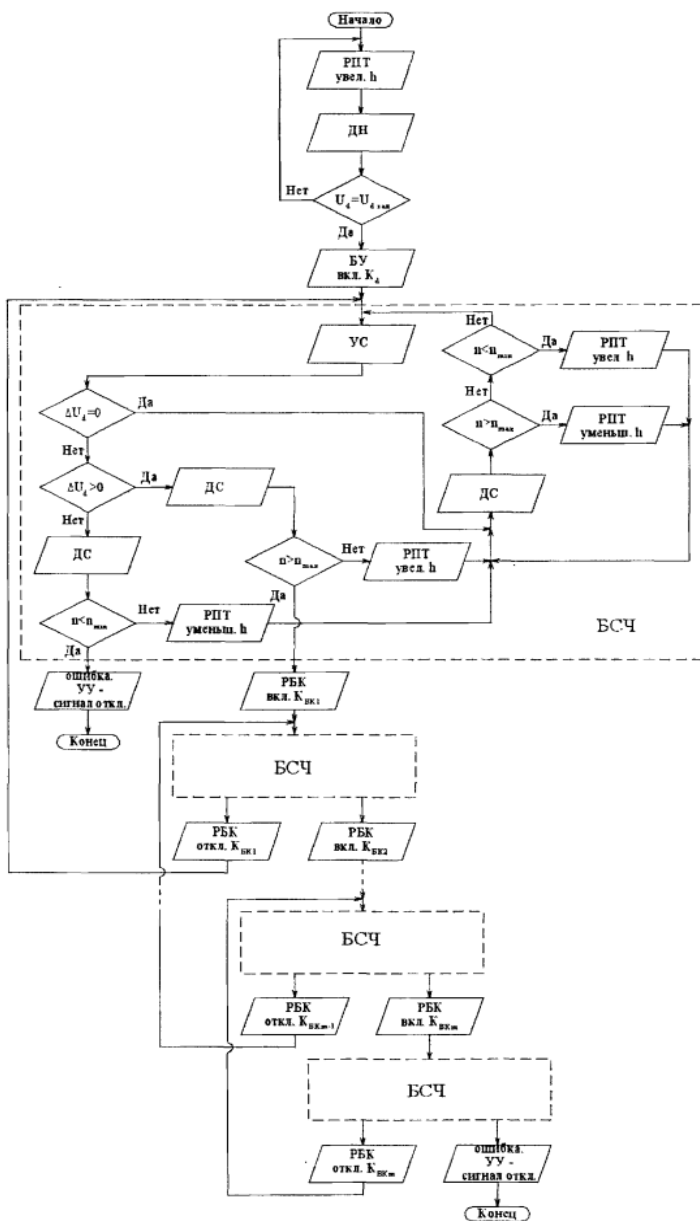 Начало
РПТ
увел. h
ДН
Нет
U_d=U_d зад
Да
БУ
вкл. K_d
УС
Нет
n<n_min
Да
РПТ
увел h
ΔU_d=0
Да
Нет
n>n_max
Да
РПТ
уменьш. h
Нет
ΔU_d>0
Да
ДС
ДС
Нет
ДС
n>n_max
Нет
РПТ
увел. h
Да
n<n_min
Нет
РПТ
уменьш. h
БСЧ
Да
ошибка.
УУ -
сигнал откл.
РБК
вкл. K_БК1
Конец
БСЧ
РБК
откл. K_БК1
РБК
вкл. K_БК2
БСЧ
РБК
откл. K_БКm-1
РБК
вкл. K_БКm
БСЧ
РБК
откл. K_БКm
ошибка.
УУ -
сигнал откл.
Конец